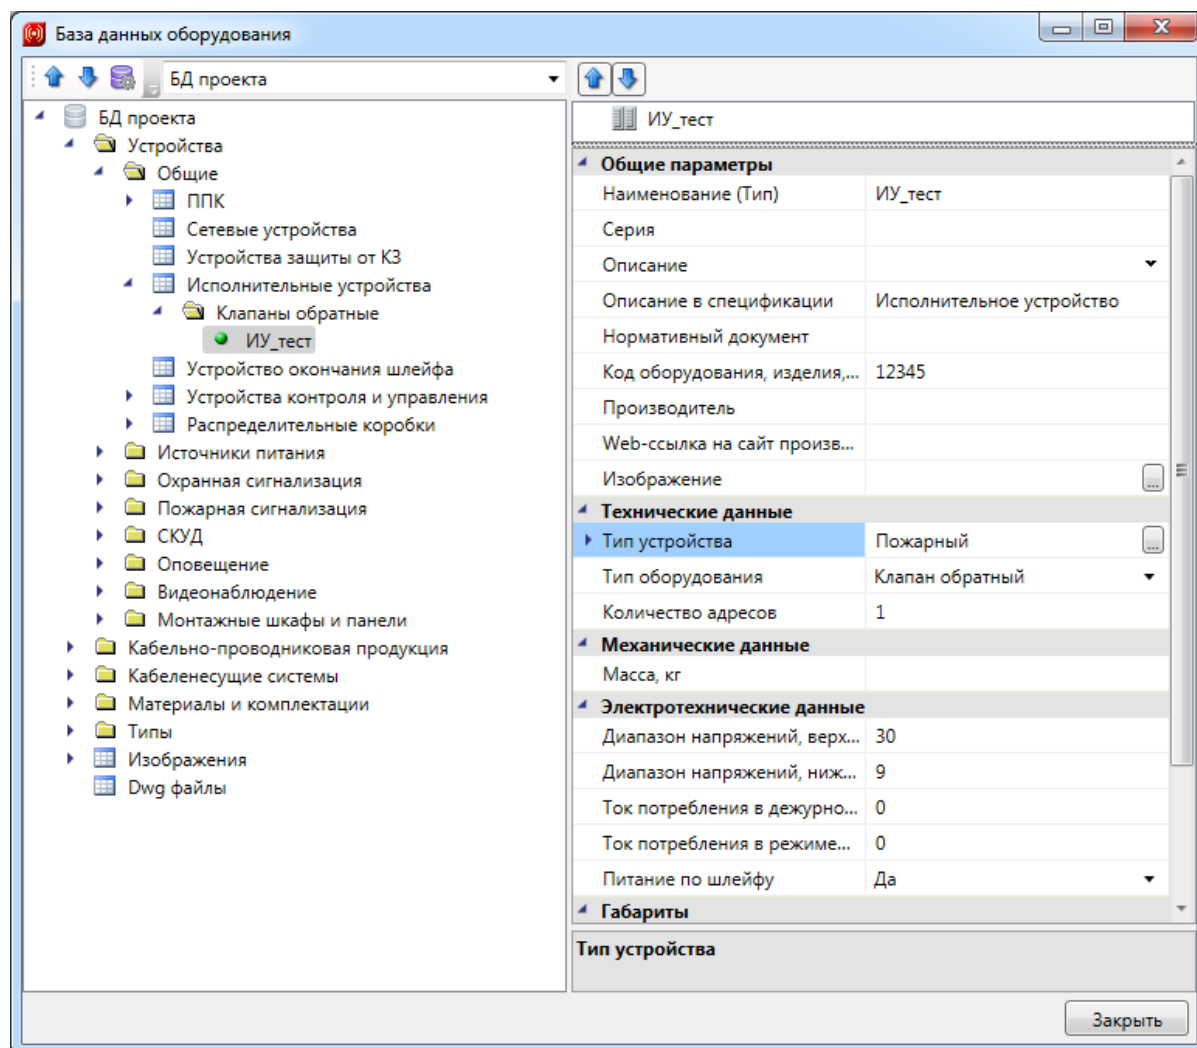 База данных оборудования
БД проекта
БД проекта
Устройства
Общие
ППК
Сетевые устройства
Устройства защиты от КЗ
Исполнительные устройства
Клапаны обратные
ИУ_тест
Устройство окончания шлейфа
Устройства контроля и управления
Распределительные коробки
Источники питания
Охранная сигнализация
Пожарная сигнализация
СКУД
Оповещение
Видеонаблюдение
Монтажные шкафы и панели
Кабельно-проводниковая продукция
Кабеленесущие системы
Материалы и комплектации
Типы
Изображения
Dwg файлы
ИУ_тест
Общие параметры
Наименование (Тип) ИУ_тест
Серия
Описание
Описание в спецификации Исполнительное устройство
Нормативный документ
Код оборудования, изделия,... 12345
Производитель
Web-ссылка на сайт произв...
Изображение ...
Технические данные
Тип устройства Пожарный ...
Тип оборудования Клапан обратный
Количество адресов 1
Механические данные
Масса, кг
Электротехнические данные
Диапазон напряжений, верх... 30
Диапазон напряжений, ниж... 9
Ток потребления в дежурно... 0
Ток потребления в режиме... 0
Питание по шлейфу Да
Габариты
Тип устройства
Закрыть